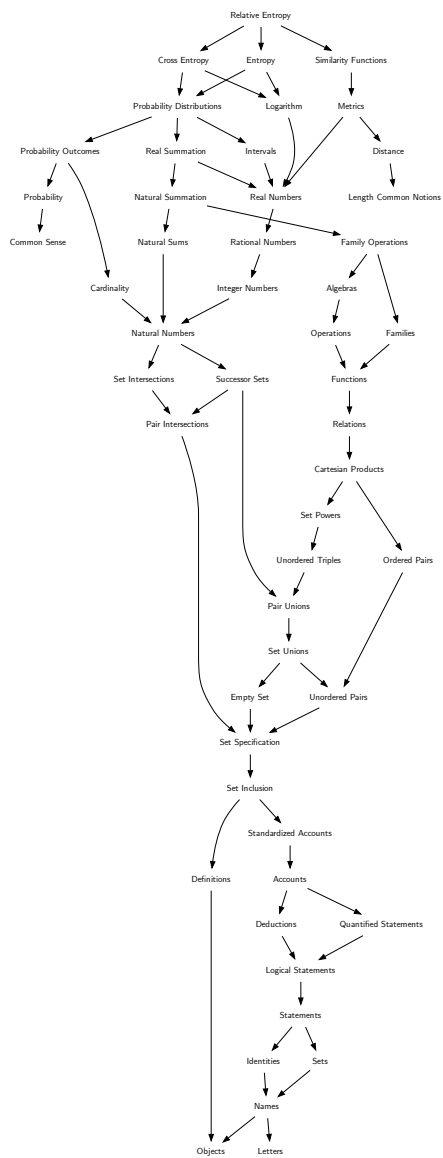 Relative Entropy
Cross Entropy Entropy Similarity Functions
Probability Distributions Logarithm Metrics
Probability Outcomes Real Summation Intervals Distance
Probability Natural Summation Real Numbers Length Common Notions
Common Sense Natural Sums Rational Numbers Family Operations
Cardinality Integer Numbers Algebras
Natural Numbers Operations Families
Set Intersections Successor Sets Functions
Pair Intersections Relations
Cartesian Products
Set Powers
Unordered Triples Ordered Pairs
Pair Unions
Set Unions
Empty Set Unordered Pairs
Set Specification
Set Inclusion
Standardized Accounts
Definitions Accounts
Deductions Quantified Statements
Logical Statements
Statements
Identities Sets
Names
Objects Letters